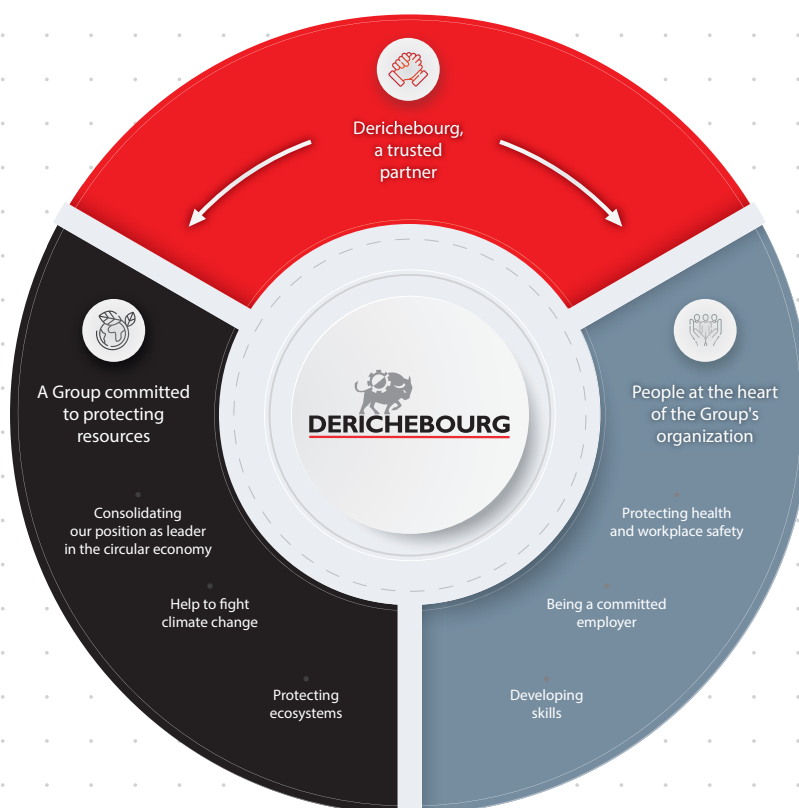 Derichebourg,
a trusted
partner
A Group committed
to protecting
resources
Consolidating
our position as leader
in the circular economy
Help to fight
climate change
Protecting
ecosystems
DERICHEBOURG
People at the heart
of the Group's
organization
Protecting health
and workplace safety
Being a committed
employer
Developing
skills